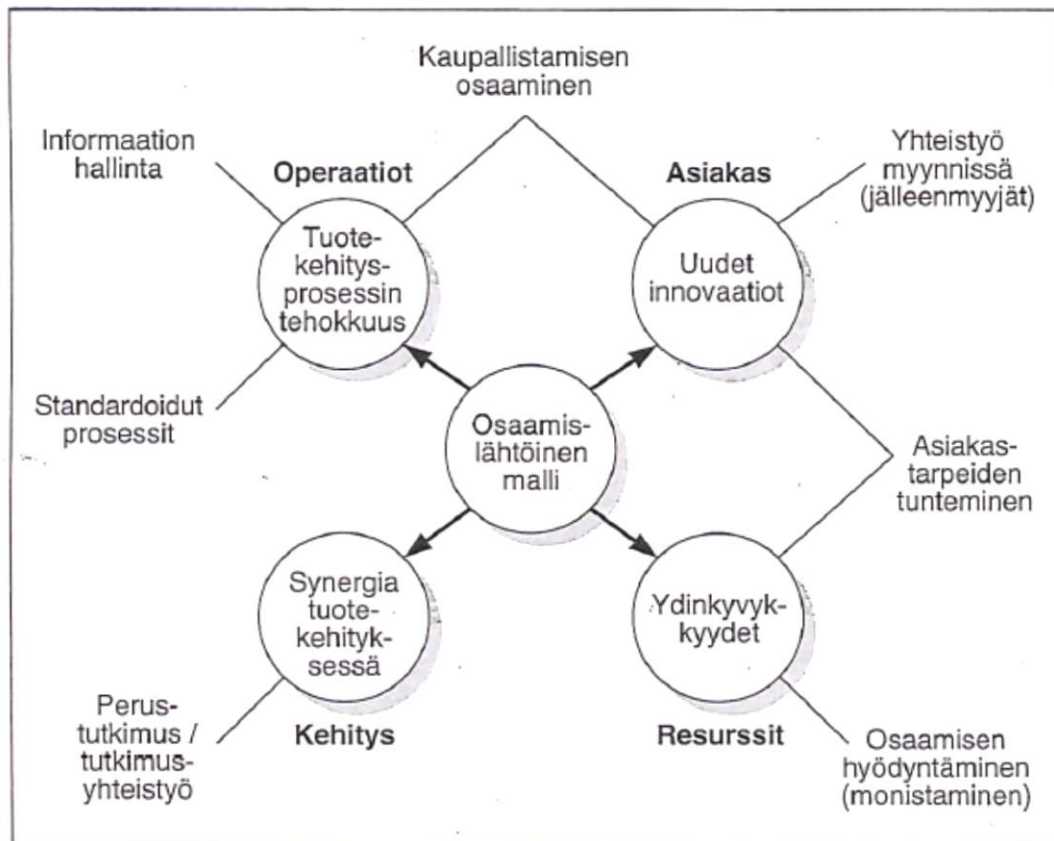 Kaupallistamisen
osaaminen
Informaation
hallinta
Operaatiot
Asiakas
Yhteistyö
myynnissä
(jälleenmyyjät)
Tuote-
kehitys-
prosessin
tehokkuus
Uudet
innovaatiot
Standardoidut
prosessit
Osaamis-
lähtöinen
malli
Asiakas-
tarpeiden
tunteminen
Synergia
tuote-
kehityk-
sessä
Ydinkyvyk-
kyydet
Perus-
tutkimus /
tutkimus-
yhteistyö
Kehitys
Resurssit
Osaamisen
hyödyntäminen
(monistaminen)